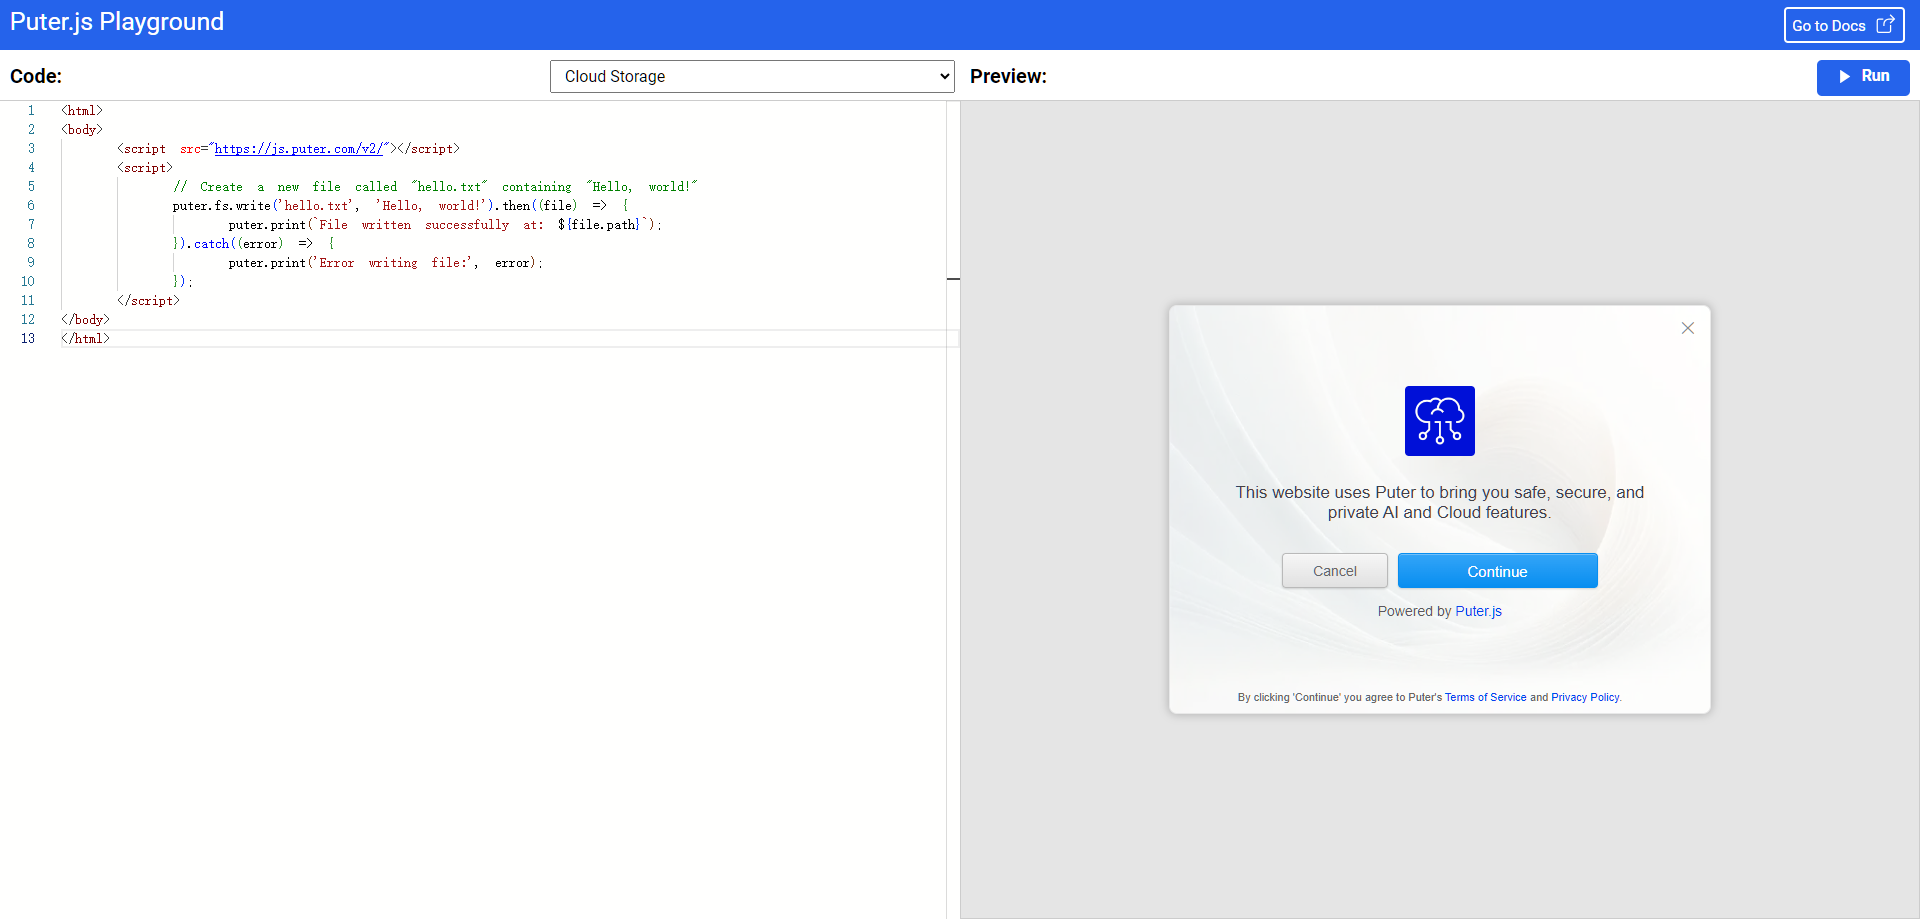 Puter.js Playground
Go to Docs
Code:
Cloud Storage
Preview:
Run
1 <html>
2 <body>
3 <script src="https://js.puter.com/v2/"></script>
4 <script>
5 // Create a new file called "hello.txt" containing "Hello, world!"
6 puter.fs.write('hello.txt', 'Hello, world!').then((file) => {
7 puter.print(`File written successfully at: ${file.path}`);
8 }).catch((error) => {
9 puter.print('Error writing file:', error);
10 });
11 </script>
12 </body>
13 </html>
This website uses Puter to bring you safe, secure, and
private AI and Cloud features.
Cancel
Continue
Powered by Puter.js
By clicking 'Continue' you agree to Puter's Terms of Service and Privacy Policy.